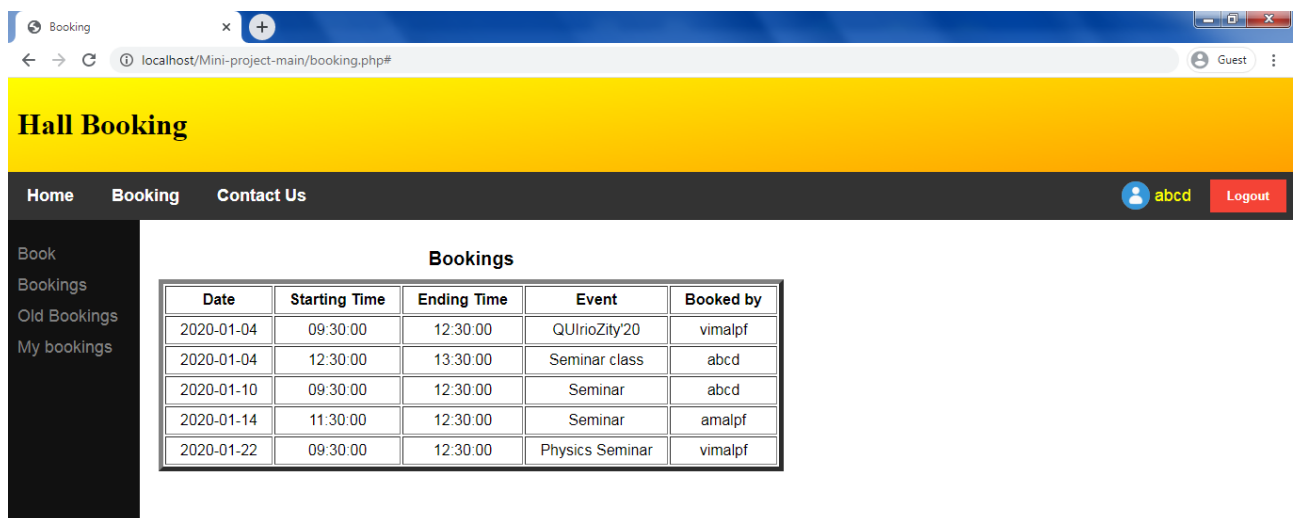 Booking
localhost/Mini-project-main/booking.php#
Guest
Hall Booking
Home Booking Contact Us abcd Logout
Book
Bookings
Old Bookings
My bookings
Bookings
Date Starting Time Ending Time Event Booked by
2020-01-04 09:30:00 12:30:00 QUIrioZity'20 vimalpf
2020-01-04 12:30:00 13:30:00 Seminar class abcd
2020-01-10 09:30:00 12:30:00 Seminar abcd
2020-01-14 11:30:00 12:30:00 Seminar amalpf
2020-01-22 09:30:00 12:30:00 Physics Seminar vimalpf